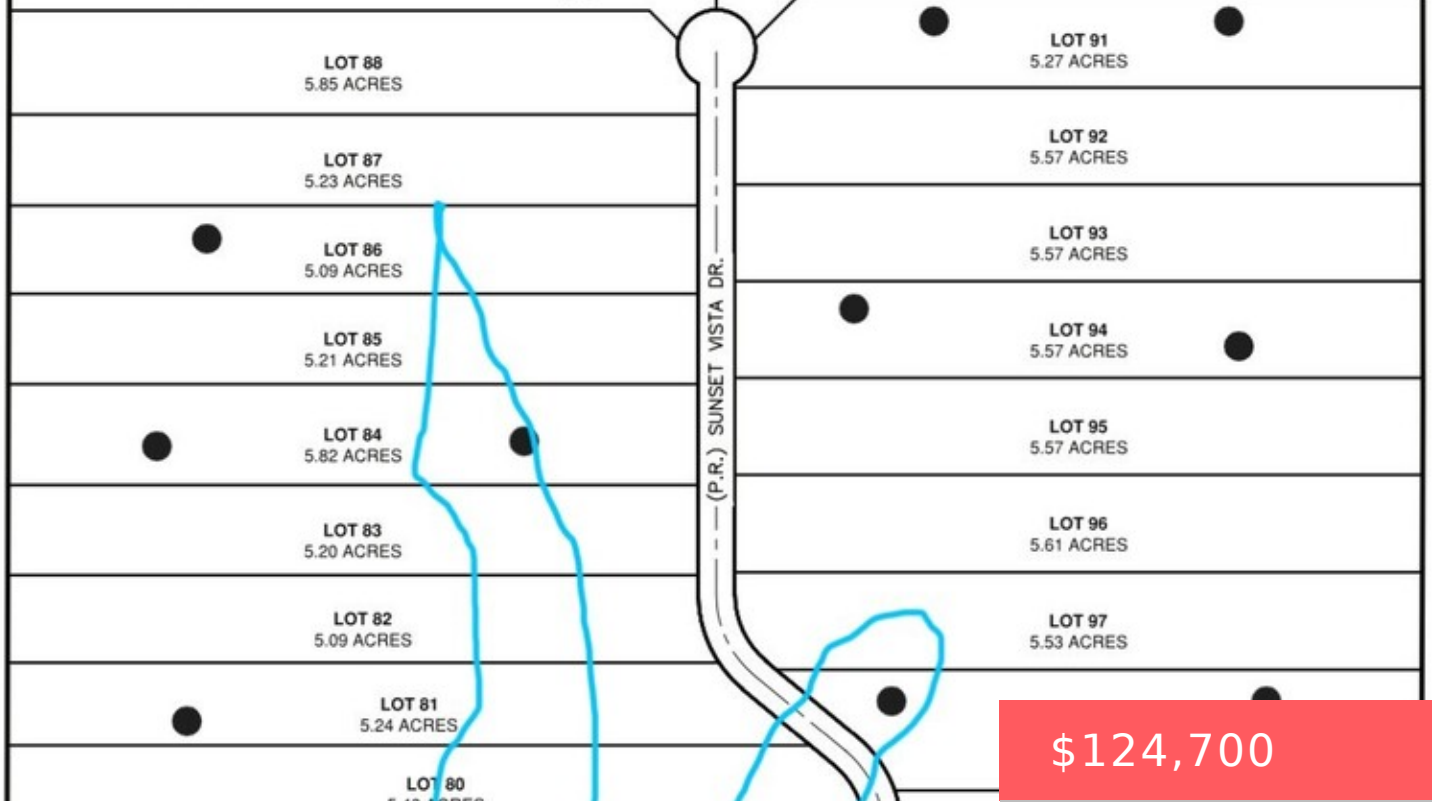 LOT 88
5.85 ACRES
LOT 87
5.23 ACRES
LOT 86
5.09 ACRES
LOT 85
5.21 ACRES
LOT 84
5.82 ACRES
LOT 83
5.20 ACRES
LOT 82
5.09 ACRES
LOT 81
5.24 ACRES
LOT 80
ACRES
(P.R.) SUNSET VISTA DR.
LOT 91
5.27 ACRES
LOT 92
5.57 ACRES
LOT 93
5.57 ACRES
LOT 94
5.57 ACRES
LOT 95
5.57 ACRES
LOT 96
5.61 ACRES
LOT 97
5.53 ACRES
$124,700